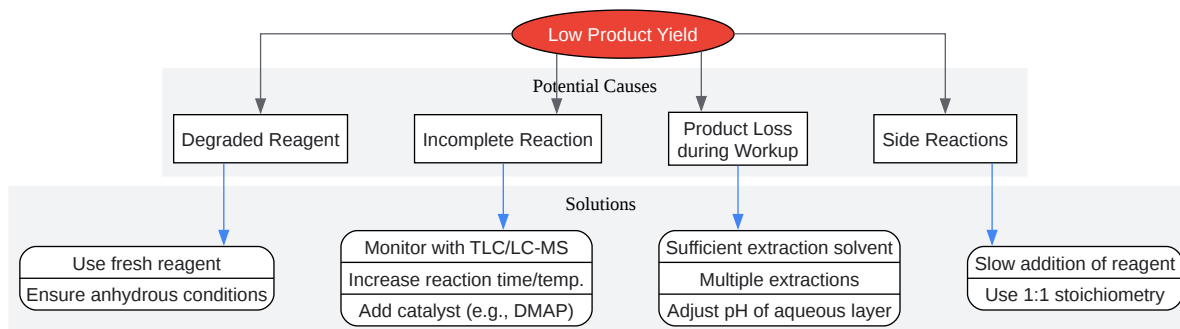 Low Product Yield
Potential Causes
Degraded Reagent
Incomplete Reaction
Product Loss
during Workup
Side Reactions
Solutions
Use fresh reagent
Ensure anhydrous conditions
Monitor with TLC/LC-MS
Increase reaction time/temp.
Add catalyst (e.g., DMAP)
Sufficient extraction solvent
Multiple extractions
Adjust pH of aqueous layer
Slow addition of reagent
Use 1:1 stoichiometry